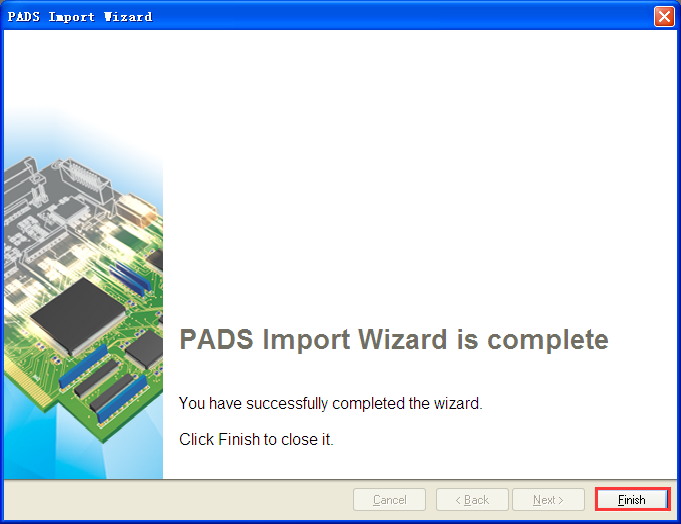 PADS Import Wizard
PADS Import Wizard is complete
You have successfully completed the wizard.
Click Finish to close it.
Cancel
< Back
Next >
Finish